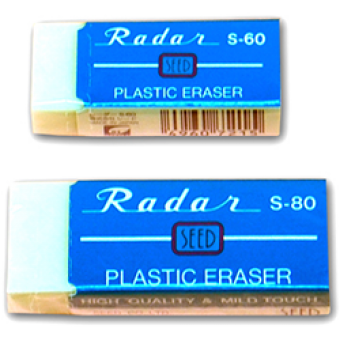 Radar S-60
SEED
PLASTIC ERASER
Radar S-80
SEED
PLASTIC ERASER
HIGH QUALITY & MILD TOUCH